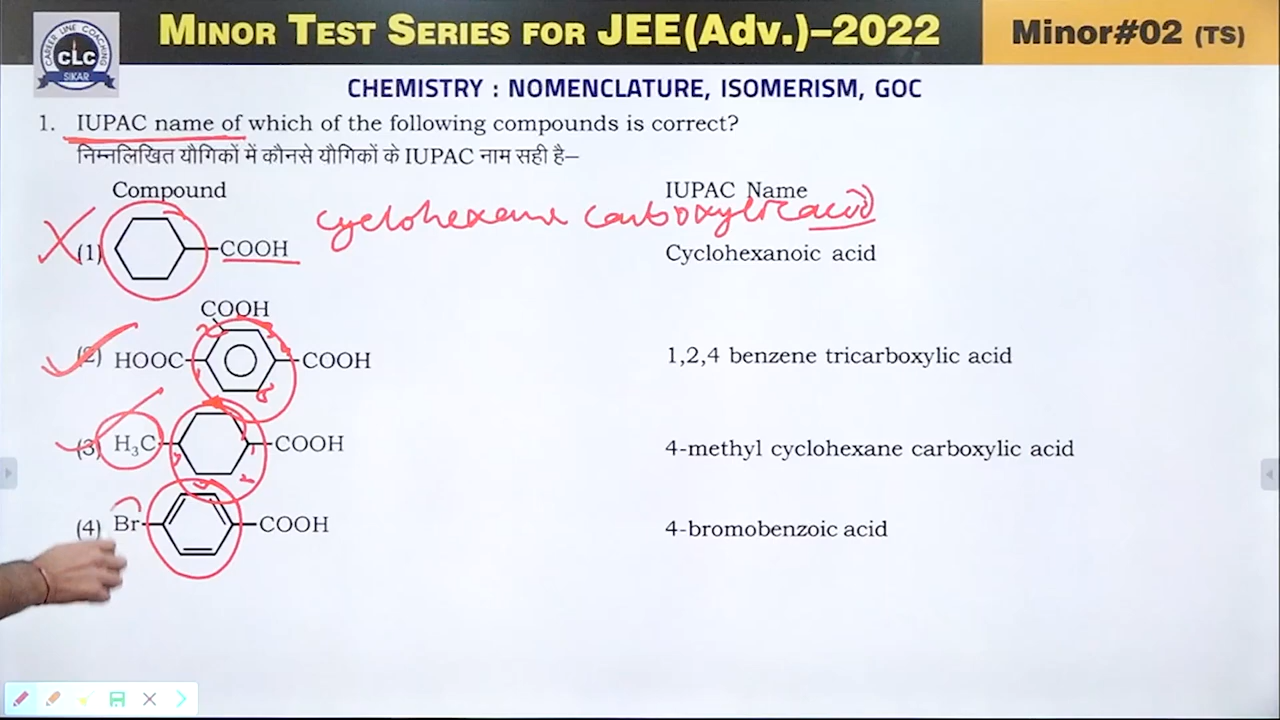 CAREER LINE COACHING
CLC
SIKAR
MINOR TEST SERIES FOR JEE(Adv.)–2022
Minor#02 (TS)
CHEMISTRY : NOMENCLATURE, ISOMERISM, GOC
1. IUPAC name of which of the following compounds is correct?
निम्नलिखित यौगिकों में कौनसे यौगिकों के IUPAC नाम सही है–
Compound IUPAC Name
cyclohexane carboxylic acid
(1) COOH Cyclohexanoic acid
COOH
(2) HOOC COOH 1,2,4 benzene tricarboxylic acid
(3) H₃C COOH 4-methyl cyclohexane carboxylic acid
(4) Br COOH 4-bromobenzoic acid